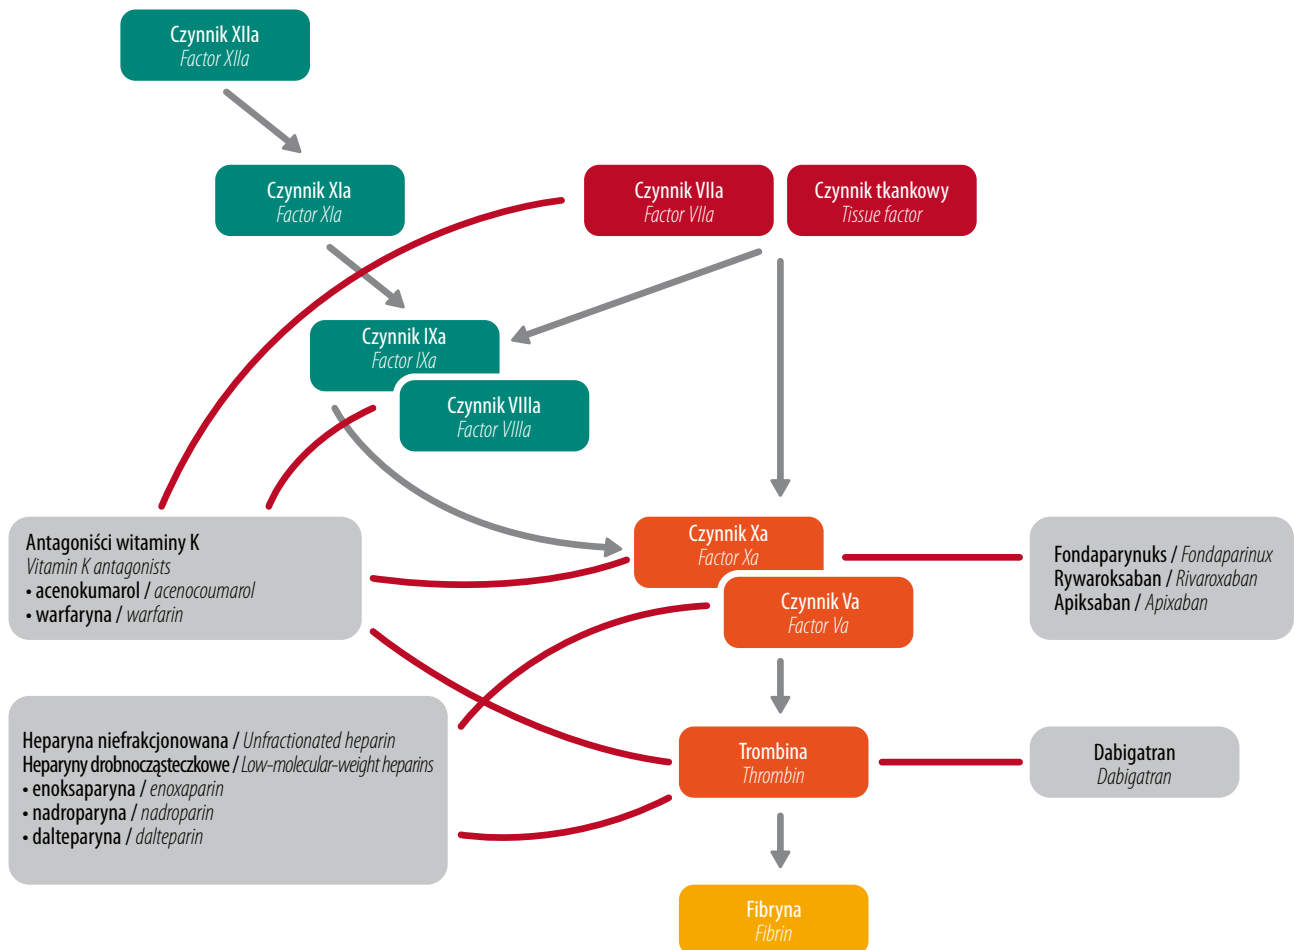 Czynnik XIIa
Factor XIIa
Czynnik XIa
Factor XIa
Czynnik VIIa
Factor VIIa
Czynnik tkankowy
Tissue factor
Czynnik IXa
Factor IXa
Czynnik VIIIa
Factor VIIIa
Antagoniści witaminy K
Vitamin K antagonists
• acenokumarol / acenocoumarol
• warfaryna / warfarin
Czynnik Xa
Factor Xa
Czynnik Va
Factor Va
Fondaparynuks / Fondaparinux
Rywaroksaban / Rivaroxaban
Apiksaban / Apixaban
Heparyna niefrakcjonowana / Unfractionated heparin
Heparyny drobnocząsteczkowe / Low-molecular-weight heparins
• enoksaparyna / enoxaparin
• nadroparyna / nadroparin
• dalteparyna / dalteparin
Trombina
Thrombin
Dabigatran
Dabigatran
Fibryna
Fibrin